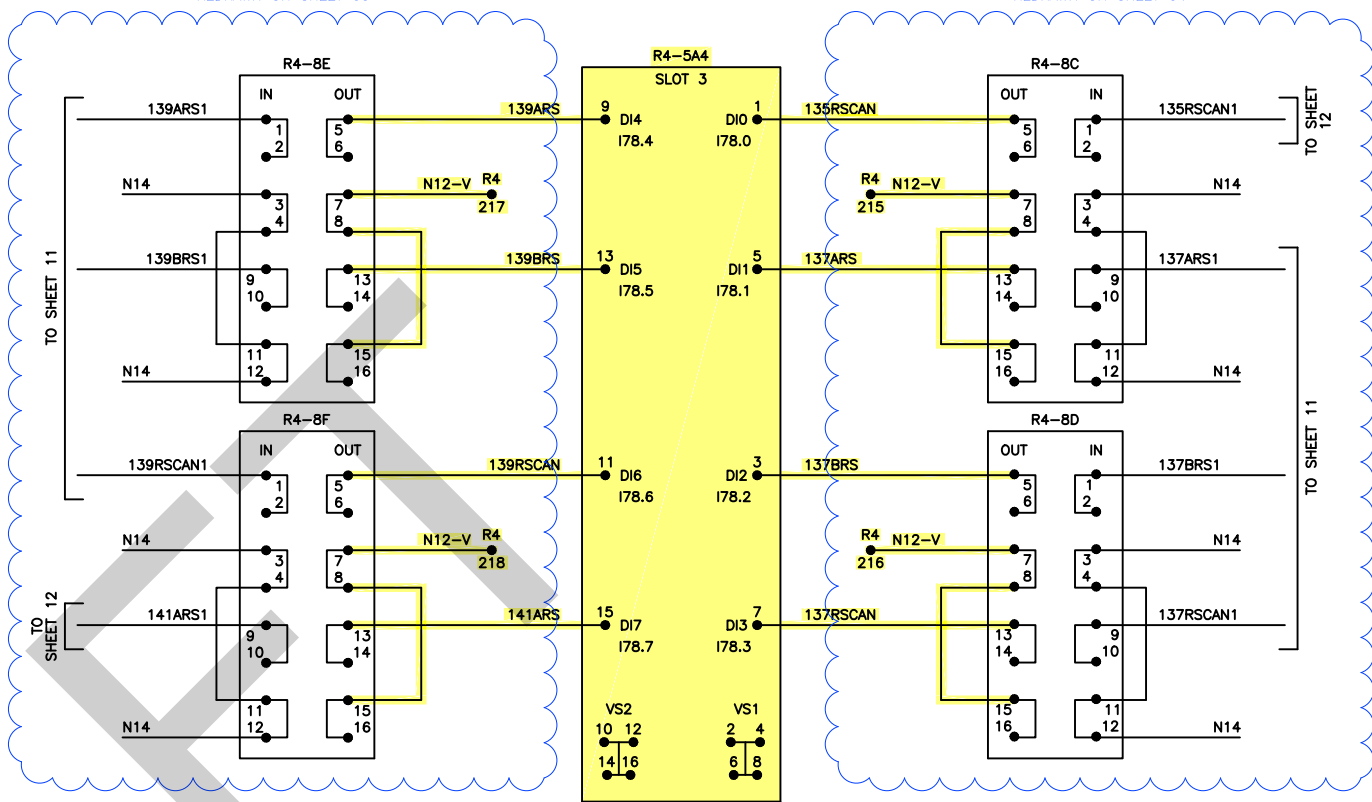 R4-8E
IN OUT
139ARS1
1
2
5
6
139ARS
N14
3
4
7
8
N12-V R4
217
139BRS1
9
10
13
14
139BRS
11
12
15
16
N14
TO SHEET 11
R4-8F
IN OUT
139RSCAN1
1
2
5
6
139RSCAN
N14
3
4
7
8
N12-V R4
218
TO
SHEET 12
141ARS1
9
10
13
14
141ARS
11
12
15
16
N14
R4-5A4
SLOT 3
9 DI4
I78.4
1
DI0
I78.0
13 DI5
I78.5
5
DI1
I78.1
11 DI6
I78.6
3
DI2
I78.2
15 DI7
I78.7
7
DI3
I78.3
VS2
10 12
14 16
VS1
2 4
6 8
R4-8C
OUT IN
135RSCAN
5
6
1
2
135RSCAN1
TO SHEET
12
R4 N12-V
215
7
8
3
4
N14
137ARS
13
14
9
10
137ARS1
15
16
11
12
N14
TO SHEET 11
R4-8D
OUT IN
137BRS
5
6
1
2
137BRS1
R4 N12-V
216
7
8
3
4
N14
137RSCAN
13
14
9
10
137RSCAN1
15
16
11
12
N14